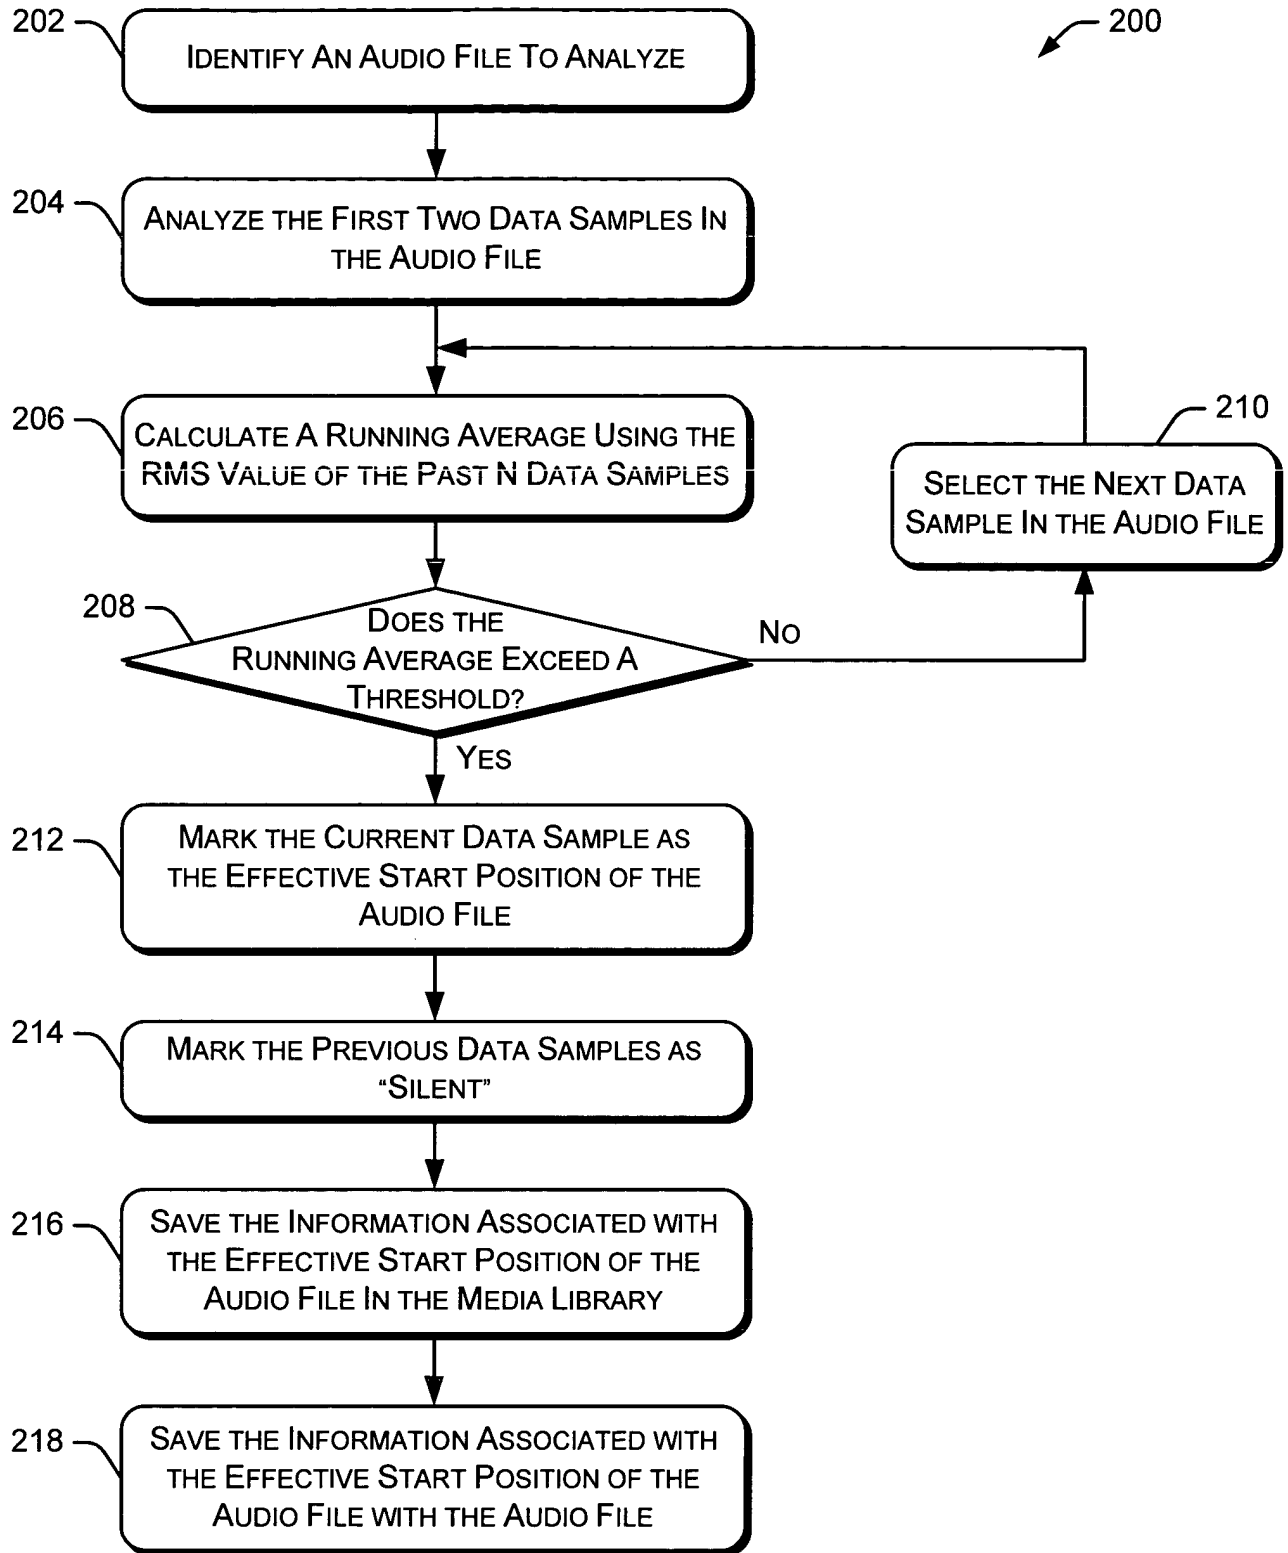 202
IDENTIFY AN AUDIO FILE TO ANALYZE
200
204
ANALYZE THE FIRST TWO DATA SAMPLES IN
THE AUDIO FILE
206
CALCULATE A RUNNING AVERAGE USING THE
RMS VALUE OF THE PAST N DATA SAMPLES
210
SELECT THE NEXT DATA
SAMPLE IN THE AUDIO FILE
208
DOES THE
RUNNING AVERAGE EXCEED A
THRESHOLD?
NO
YES
212
MARK THE CURRENT DATA SAMPLE AS
THE EFFECTIVE START POSITION OF THE
AUDIO FILE
214
MARK THE PREVIOUS DATA SAMPLES AS
"SILENT"
216
SAVE THE INFORMATION ASSOCIATED WITH
THE EFFECTIVE START POSITION OF THE
AUDIO FILE IN THE MEDIA LIBRARY
218
SAVE THE INFORMATION ASSOCIATED WITH
THE EFFECTIVE START POSITION OF THE
AUDIO FILE WITH THE AUDIO FILE